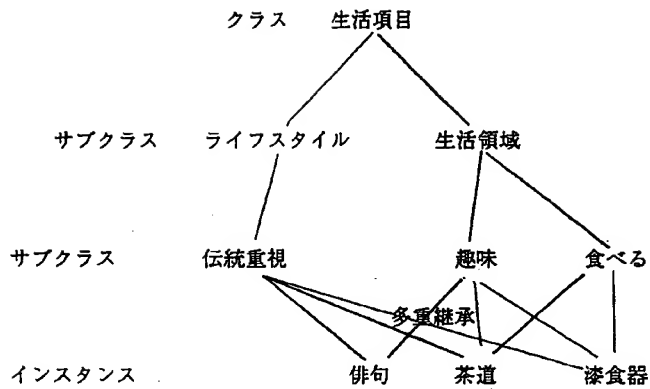 クラス 生活項目
サブクラス ライフスタイル 生活領域
サブクラス 伝統重視 趣味 食べる
多重継承
インスタンス 俳句 茶道 漆食器